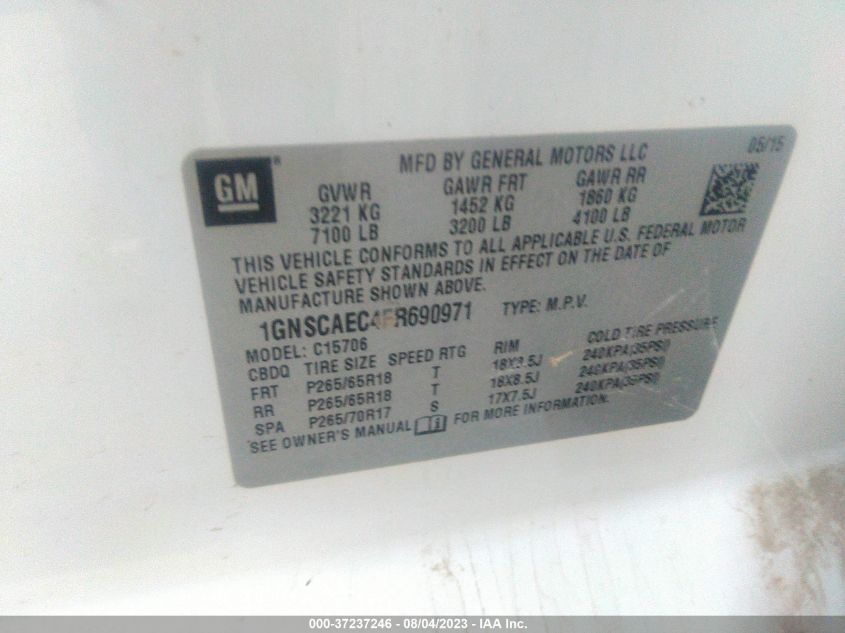 GM®
MFD BY GENERAL MOTORS LLC 05/15
GVWR GAWR FRT GAWR RR
3221 KG 1452 KG 1860 KG
7100 LB 3200 LB 4100 LB
THIS VEHICLE CONFORMS TO ALL APPLICABLE U.S. FEDERAL MOTOR
VEHICLE SAFETY STANDARDS IN EFFECT ON THE DATE OF
MANUFACTURE SHOWN ABOVE.
1GNSCAEC4FR690971 TYPE: M.P.V.
MODEL: C15706
CBDQ TIRE SIZE SPEED RTG RIM COLD TIRE PRESSURE
FRT P265/65R18 T 18X8.5J 240KPA(35PSI)
RR P265/65R18 T 18X8.5J 240KPA(35PSI)
SPA P265/70R17 S 17X7.5J 240KPA(35PSI)
SEE OWNER'S MANUAL FOR MORE INFORMATION.
000-37237246 - 08/04/2023 - IAA Inc.